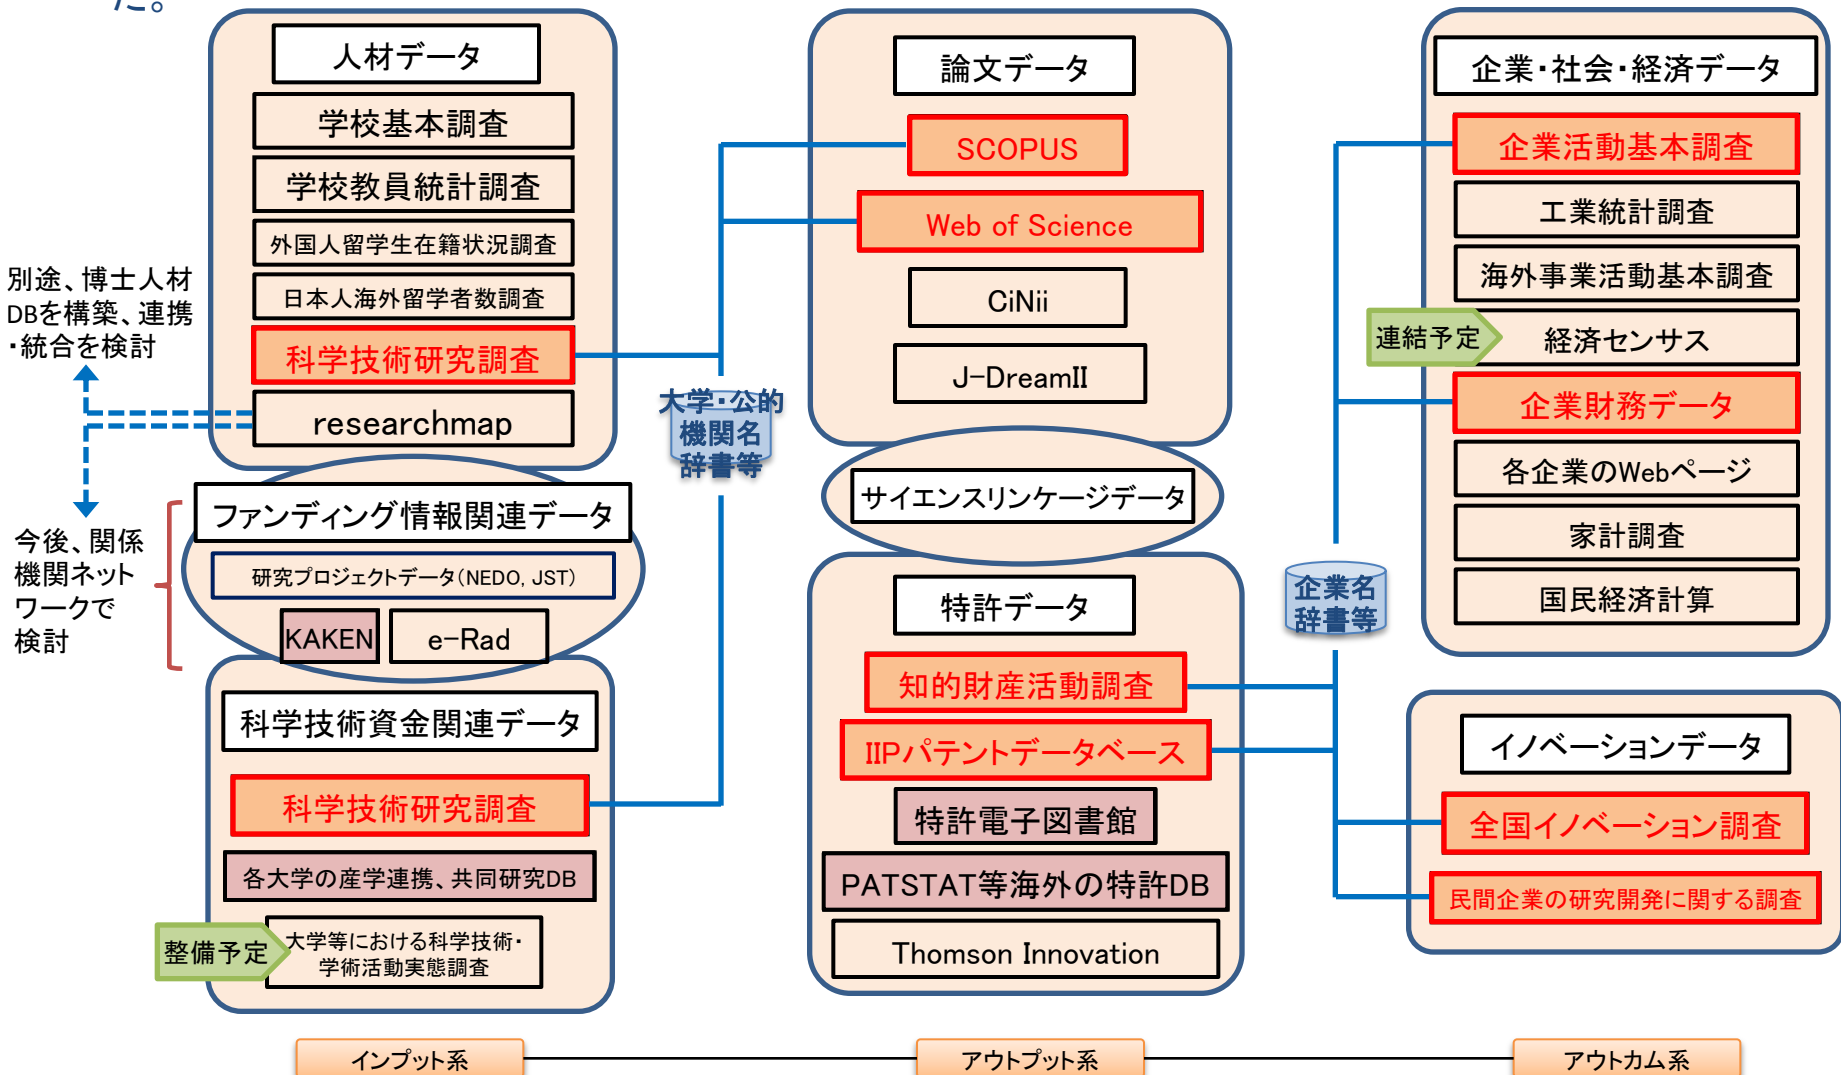 た。
人材データ
学校基本調査
学校教員統計調査
外国人留学生在籍状況調査
日本人海外留学者数調査
科学技術研究調査
researchmap
別途、博士人材
DBを構築、連携
・統合を検討
今後、関係
機関ネット
ワークで
検討
ファンディング情報関連データ
研究プロジェクトデータ(NEDO, JST)
KAKEN
e-Rad
科学技術資金関連データ
科学技術研究調査
各大学の産学連携、共同研究DB
整備予定
大学等における科学技術・
学術活動実態調査
大学・公的
機関名
辞書等
論文データ
SCOPUS
Web of Science
CiNii
J-DreamII
サイエンスリンケージデータ
特許データ
知的財産活動調査
IIPパテントデータベース
特許電子図書館
PATSTAT等海外の特許DB
Thomson Innovation
企業名
辞書等
企業・社会・経済データ
企業活動基本調査
工業統計調査
海外事業活動基本調査
連結予定
経済センサス
企業財務データ
各企業のWebページ
家計調査
国民経済計算
イノベーションデータ
全国イノベーション調査
民間企業の研究開発に関する調査
インプット系
アウトプット系
アウトカム系